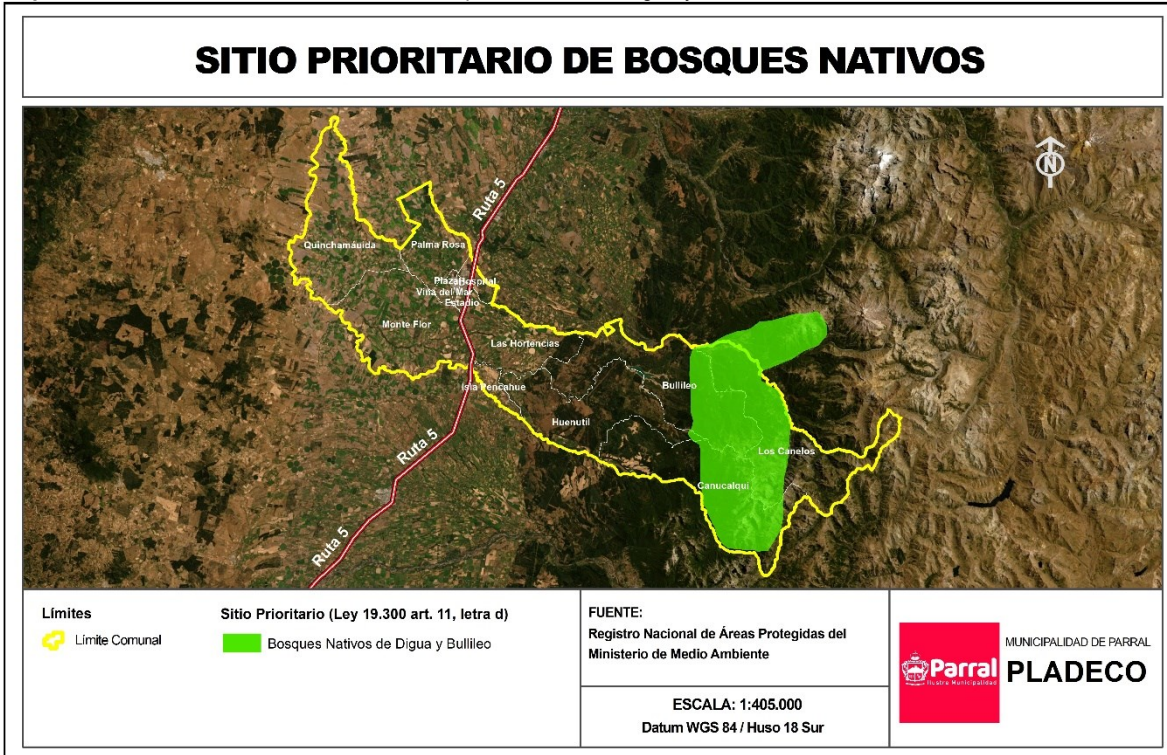 SITIO PRIORITARIO DE BOSQUES NATIVOS
N
Ruta 5
Quinchamáuida
Palma Rosa
Plaza
Hospital
Viña del Mar
Estadio
Monte Flor
Las Hortencias
Isla Pencahue
Bullileo
Huenutil
Los Canelos
Canucalqui
Ruta 5
Ruta 5
Límites
Límite Comunal
Sitio Prioritario (Ley 19.300 art. 11, letra d)
Bosques Nativos de Digua y Bullileo
FUENTE:
Registro Nacional de Áreas Protegidas del
Ministerio de Medio Ambiente
ESCALA: 1:405.000
Datum WGS 84 / Huso 18 Sur
Parral
Ilustre Municipalidad
MUNICIPALIDAD DE PARRAL
PLADECO